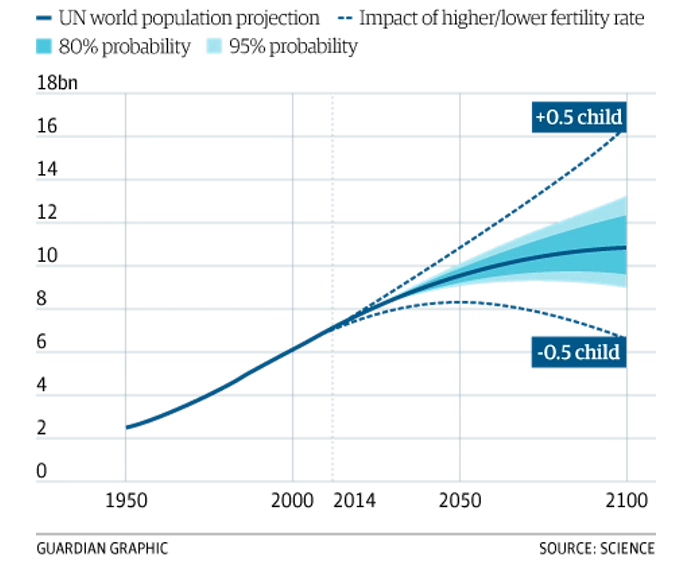 UN world population projection Impact of higher/lower fertility rate
80% probability 95% probability
18bn
16
+0.5 child
14
12
10
8
6
-0.5 child
4
2
0
1950 2000 2014 2050 2100
GUARDIAN GRAPHIC SOURCE: SCIENCE